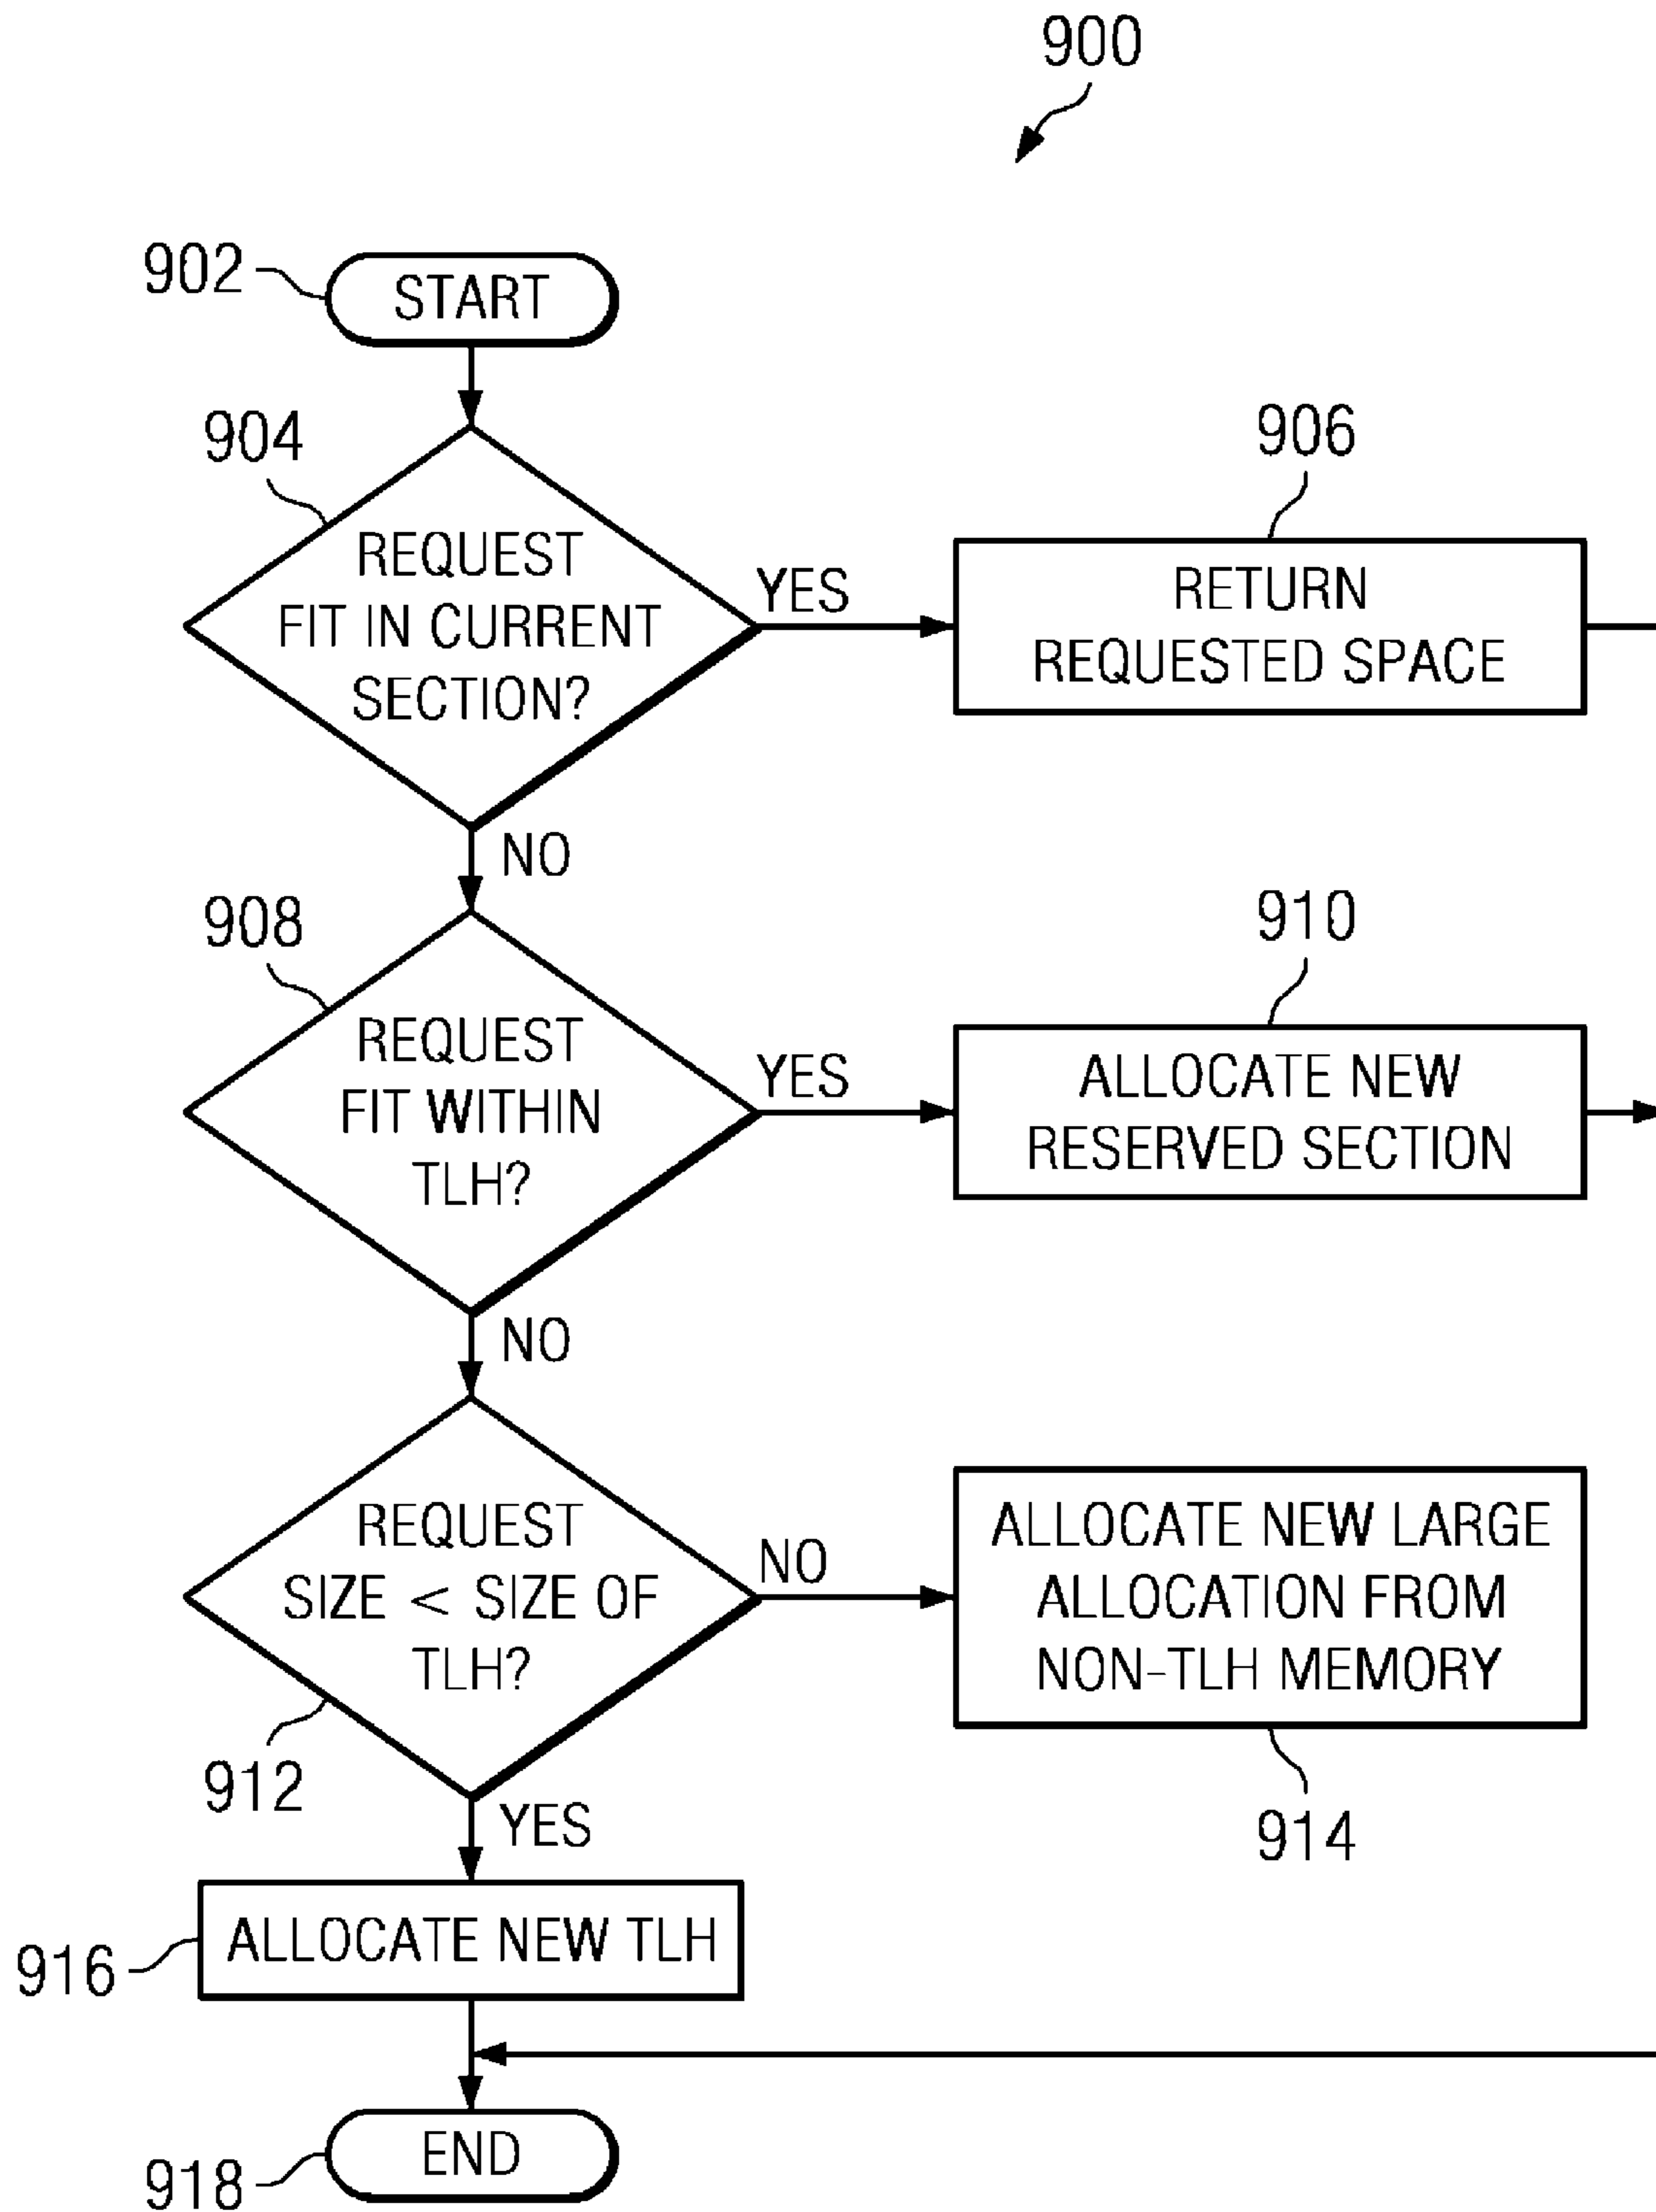 900
902
START
904
REQUEST
FIT IN CURRENT
SECTION?
YES
906
RETURN
REQUESTED SPACE
NO
908
REQUEST
FIT WITHIN
TLH?
YES
910
ALLOCATE NEW
RESERVED SECTION
NO
REQUEST
SIZE < SIZE OF
TLH?
912
NO
ALLOCATE NEW LARGE
ALLOCATION FROM
NON-TLH MEMORY
914
YES
916
ALLOCATE NEW TLH
END
918